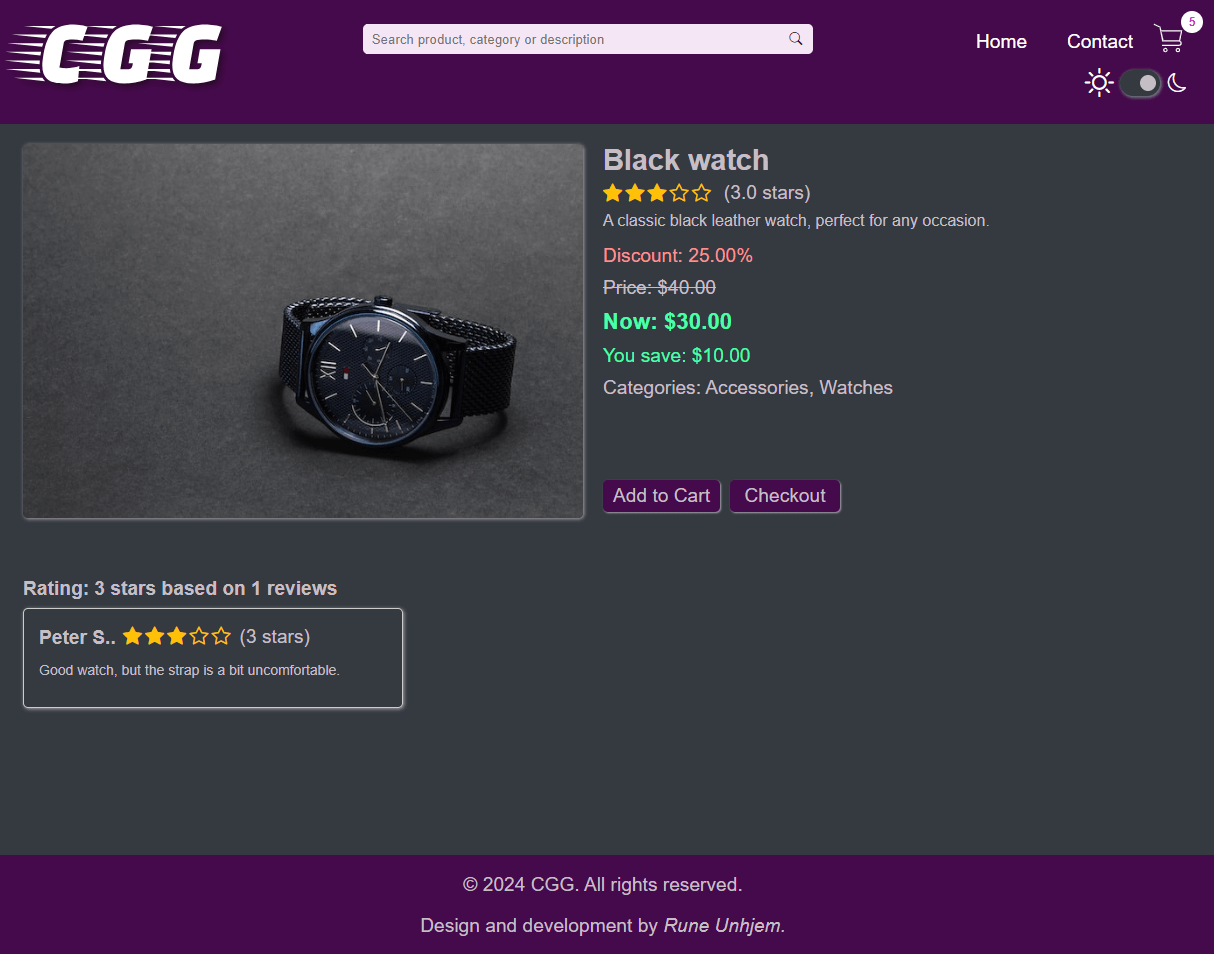 CGG
Search product, category or description
Home
Contact
5
Black watch
(3.0 stars)
A classic black leather watch, perfect for any occasion.
Discount: 25.00%
Price: $40.00
Now: $30.00
You save: $10.00
Categories: Accessories, Watches
Add to Cart
Checkout
Rating: 3 stars based on 1 reviews
Peter S.. (3 stars)
Good watch, but the strap is a bit uncomfortable.
© 2024 CGG. All rights reserved.
Design and development by Rune Unhjem.
XII